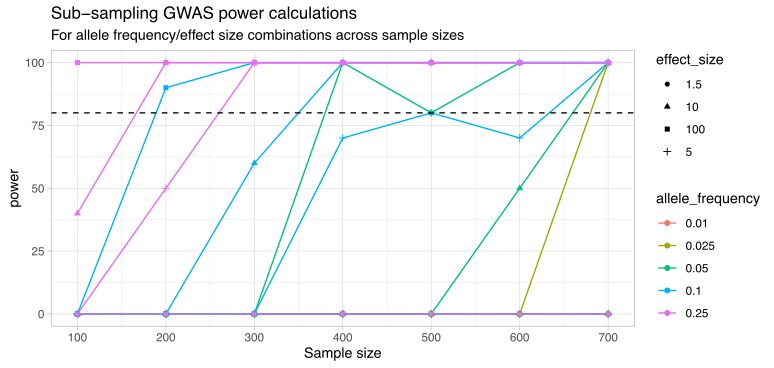 Sub−sampling GWAS power calculations
For allele frequency/effect size combinations across sample sizes
100
75
50
25
0
power
100 200 300 400 500 600 700
Sample size
effect_size
1.5
10
100
5
allele_frequency
0.01
0.025
0.05
0.1
0.25